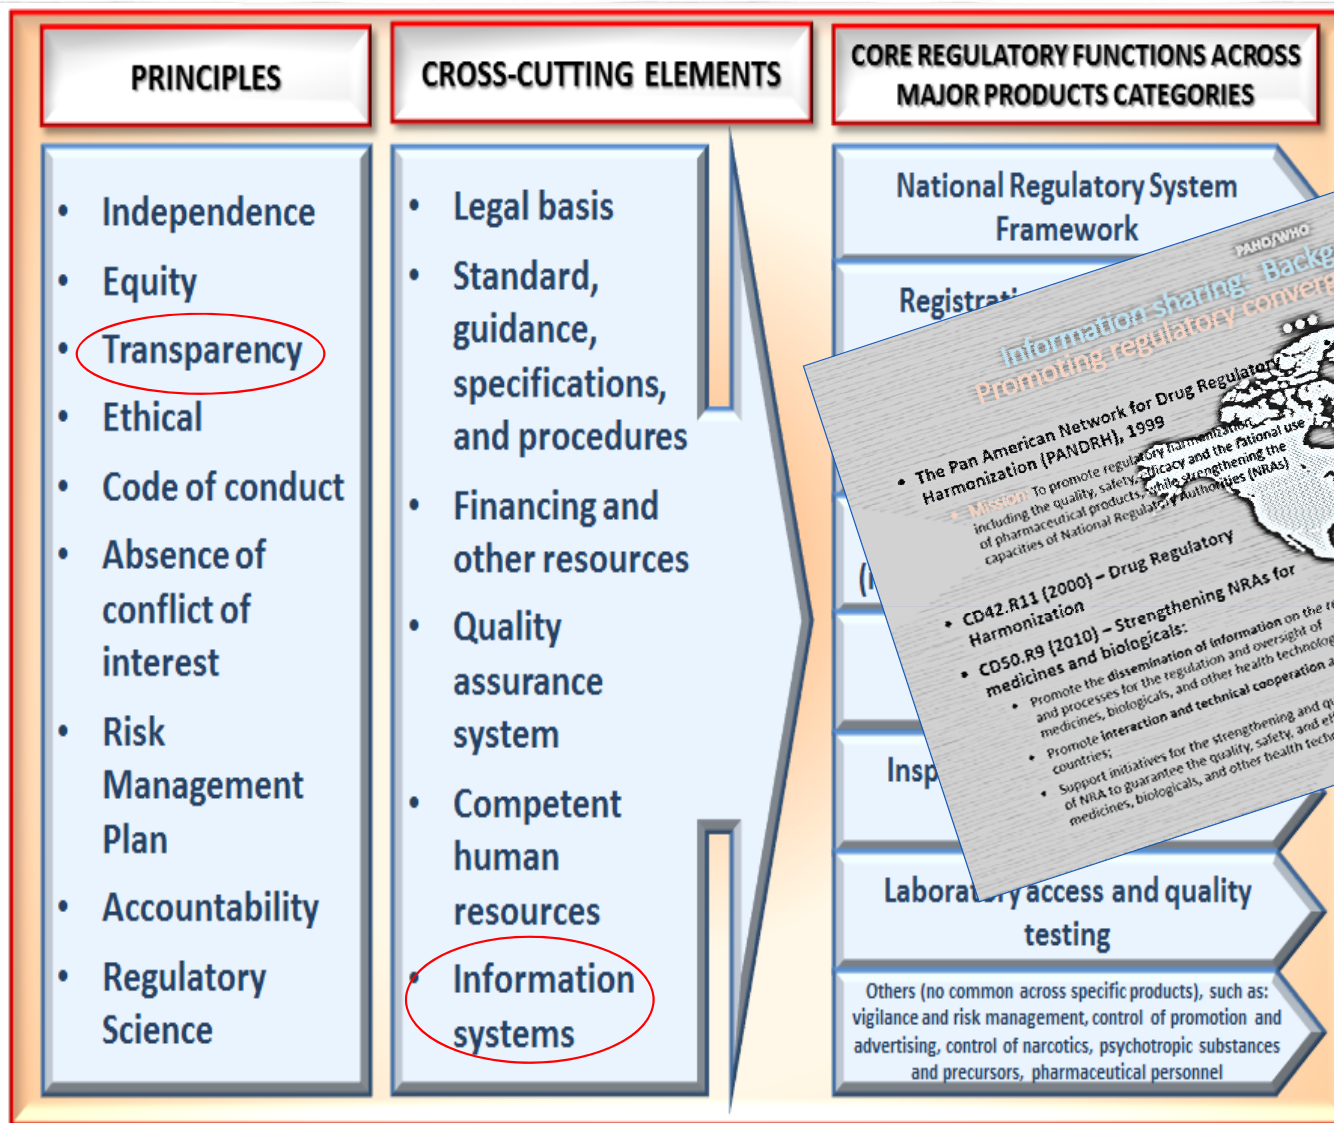 PRINCIPLES
• Independence
• Equity
• Transparency
• Ethical
• Code of conduct
• Absence of
conflict of
interest
• Risk
Management
Plan
• Accountability
• Regulatory
Science
CROSS-CUTTING ELEMENTS
• Legal basis
• Standard,
guidance,
specifications,
and procedures
• Financing and
other resources
• Quality
assurance
system
• Competent
human
resources
• Information
systems
CORE REGULATORY FUNCTIONS ACROSS
MAJOR PRODUCTS CATEGORIES
National Regulatory System
Framework
Laboratory access and quality
testing
Others (no common across specific products), such as:
vigilance and risk management, control of promotion and
advertising, control of narcotics, psychotropic substances
and precursors, pharmaceutical personnel
PAHO/WHO
Information sharing:
Promoting regulatory
• The Pan American Network for Drug Regulatory
Harmonization (PANDRH), 1999
• Mission: To promote regulatory harmonization,
including the quality, safety, efficacy and the rational use
of pharmaceutical products, while strengthening the
capacities of National Regulatory Authorities (NRAs)
• CD42.R11 (2000) – Drug Regulatory
Harmonization
• CD50.R9 (2010) – Strengthening NRAs for
medicines and biologicals:
• Promote the dissemination of information on the
and processes for the regulation and oversight of
medicines, biologicals, and other health
• Promote interaction and technical cooperation
countries;
• Support initiatives for the strengthening and
of NRA to guarantee the quality, safety, and
medicines, biologicals, and other health